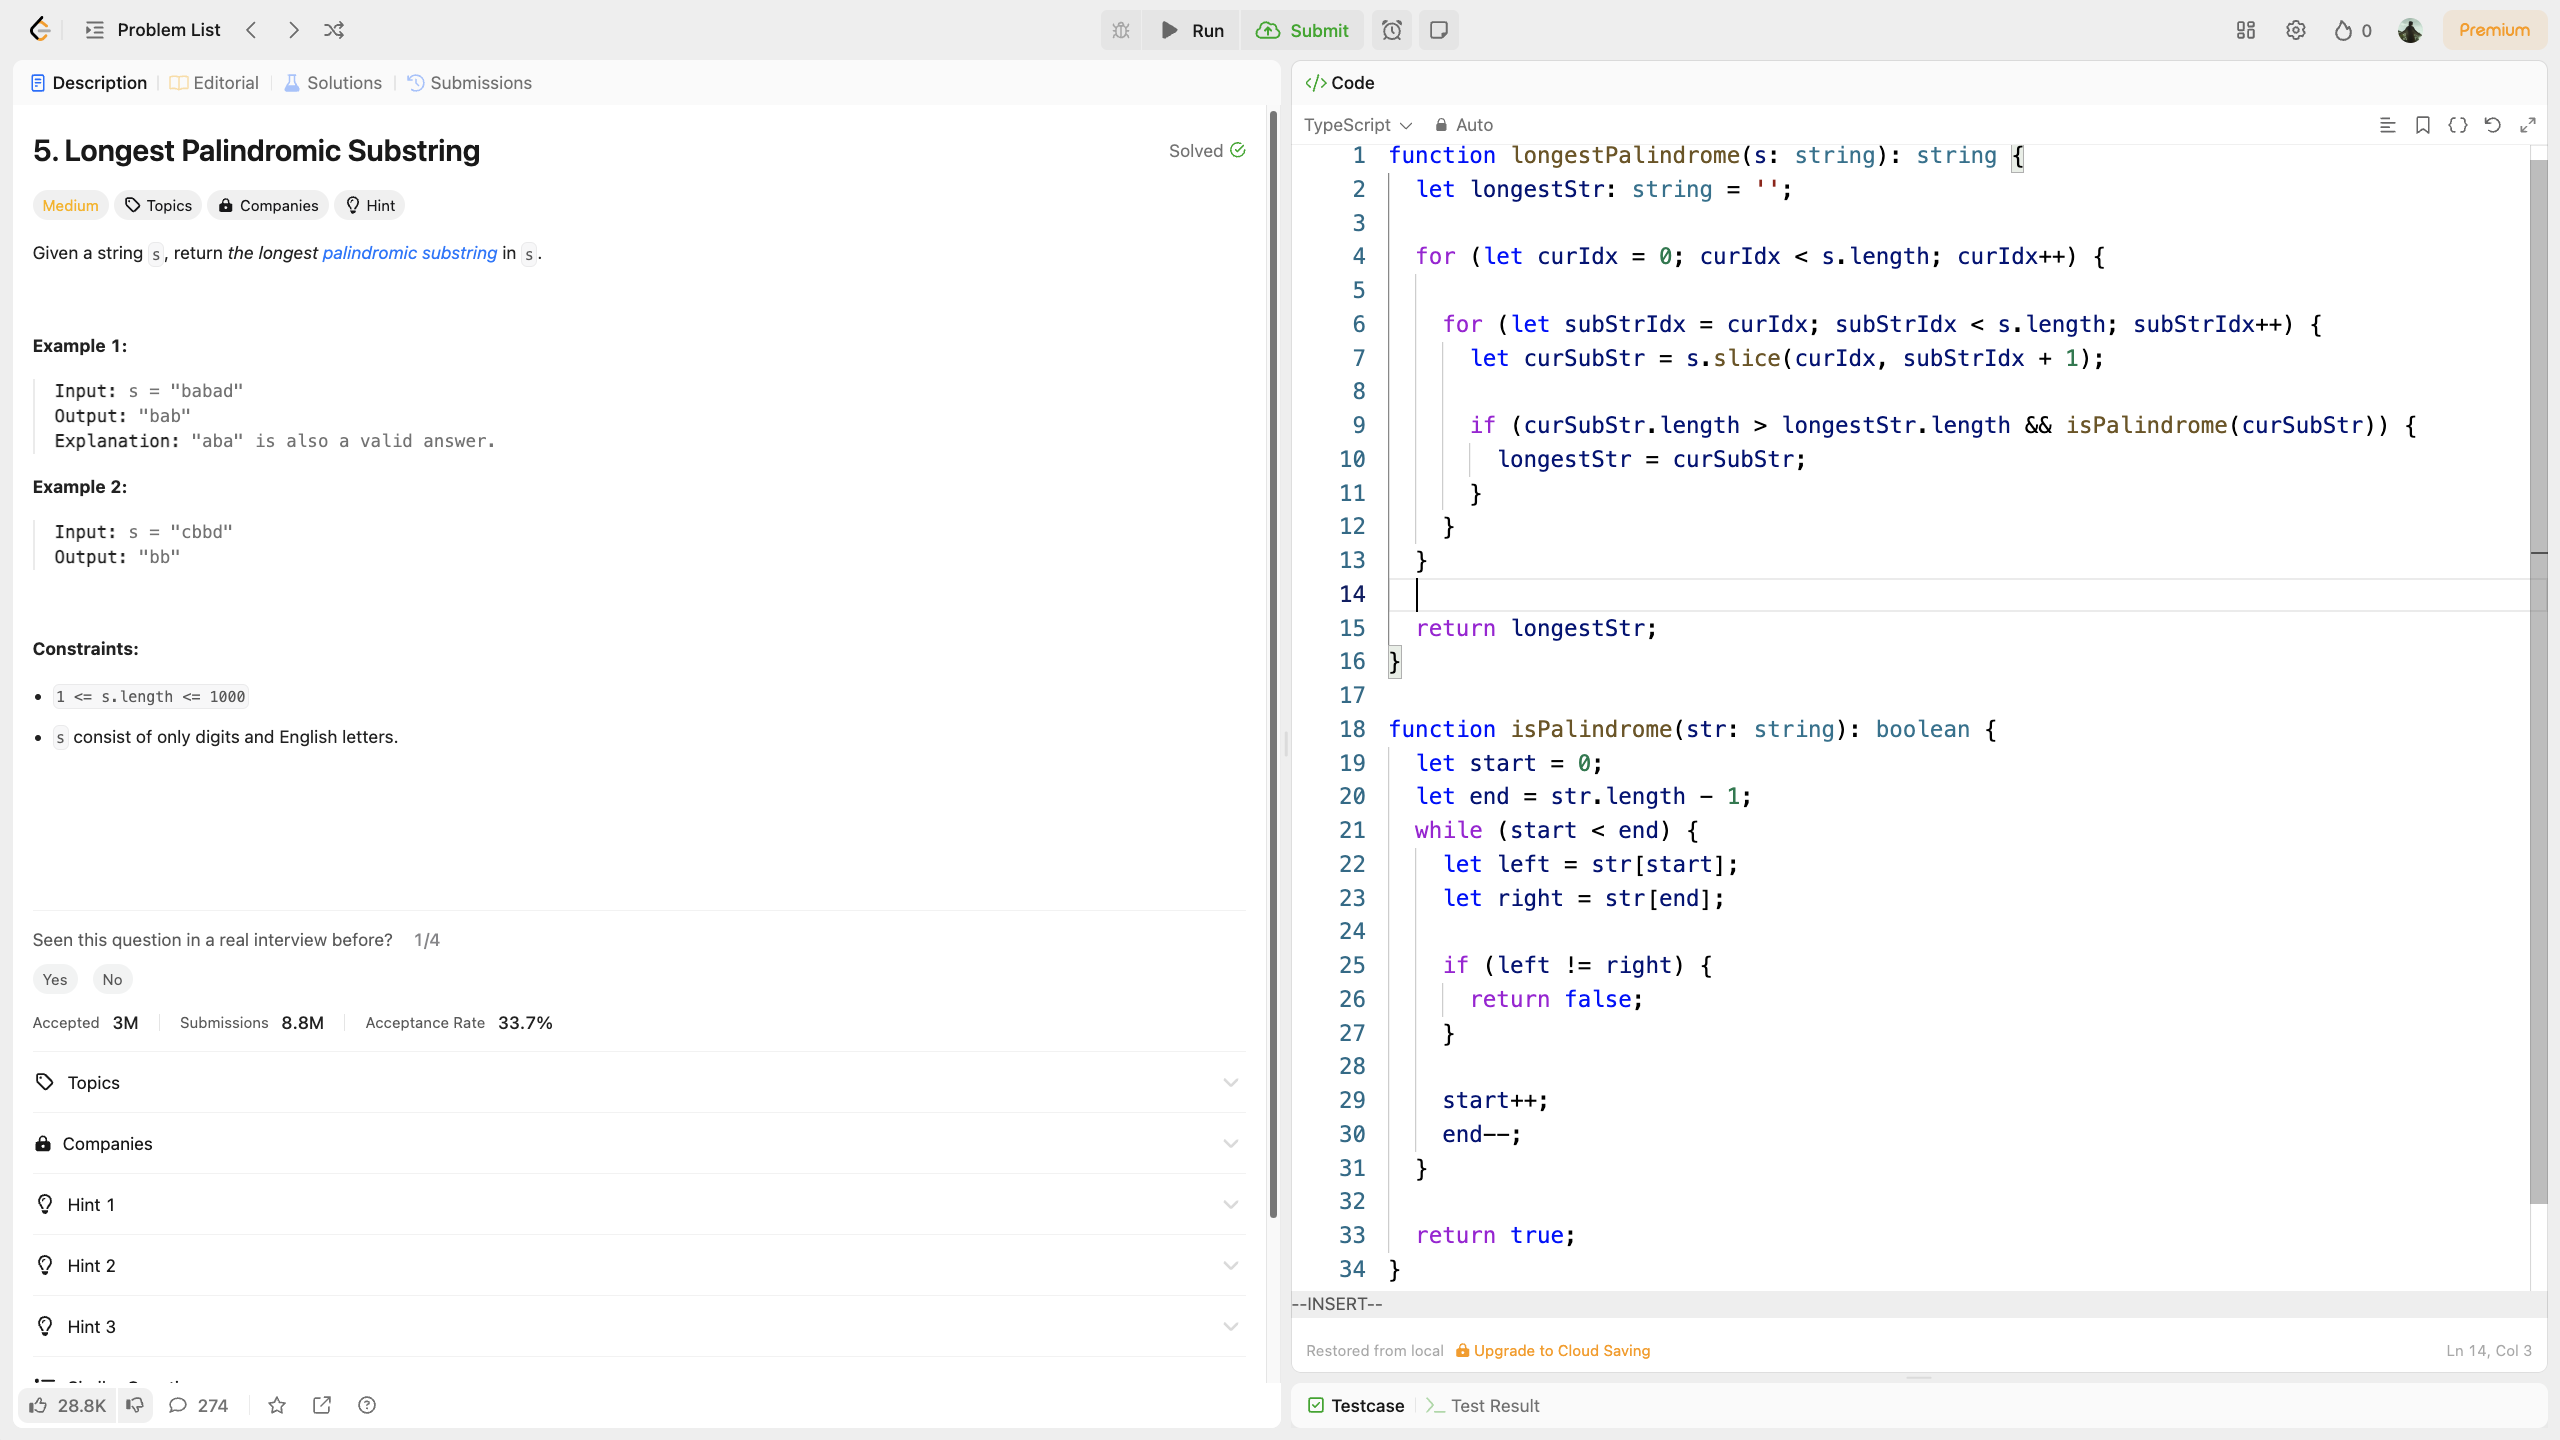 Problem List
Run
Submit
0
Premium
Description
Editorial
Solutions
Submissions
5. Longest Palindromic Substring
Solved
Medium
Topics
Companies
Hint
Given a string s, return the longest palindromic substring in s.
Example 1:
Input: s = "babad"
Output: "bab"
Explanation: "aba" is also a valid answer.
Example 2:
Input: s = "cbbd"
Output: "bb"
Constraints:
1 <= s.length <= 1000
s consist of only digits and English letters.
Seen this question in a real interview before? 1/4
Yes No
Accepted 3M Submissions 8.8M Acceptance Rate 33.7%
Topics
Companies
Hint 1
Hint 2
Hint 3
28.8K
274
</> Code
TypeScript
Auto
1 function longestPalindrome(s: string): string {
2   let longestStr: string = '';
3
4   for (let curIdx = 0; curIdx < s.length; curIdx++) {
5
6     for (let subStrIdx = curIdx; subStrIdx < s.length; subStrIdx++) {
7       let curSubStr = s.slice(curIdx, subStrIdx + 1);
8
9       if (curSubStr.length > longestStr.length && isPalindrome(curSubStr)) {
10         longestStr = curSubStr;
11       }
12     }
13   }
14
15   return longestStr;
16 }
17
18 function isPalindrome(str: string): boolean {
19   let start = 0;
20   let end = str.length - 1;
21   while (start < end) {
22     let left = str[start];
23     let right = str[end];
24
25     if (left != right) {
26       return false;
27     }
28
29     start++;
30     end--;
31   }
32
33   return true;
34 }
--INSERT--
Restored from local
Upgrade to Cloud Saving
Ln 14, Col 3
Testcase
Test Result